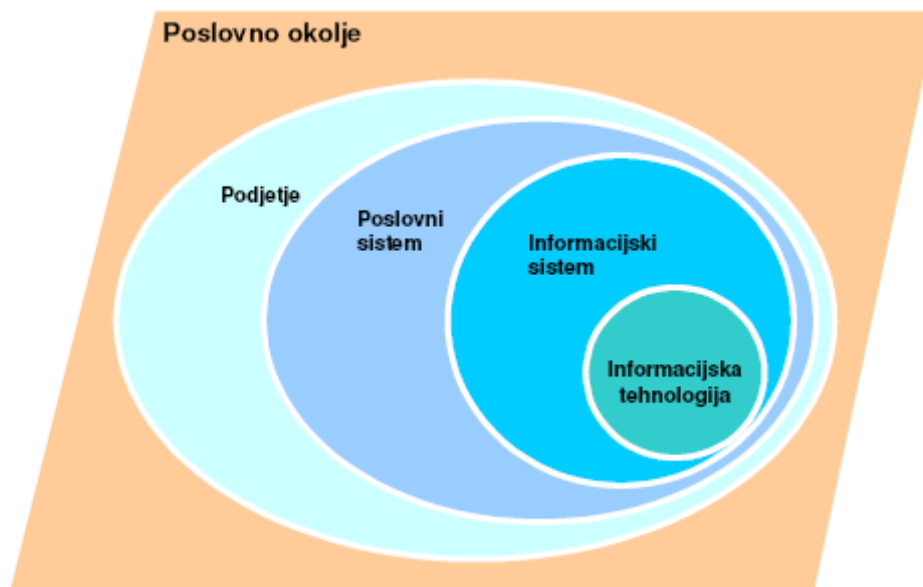 Poslovno okolje
Podjetje
Poslovni
sistem
Informacijski
sistem
Informacijska
tehnologija